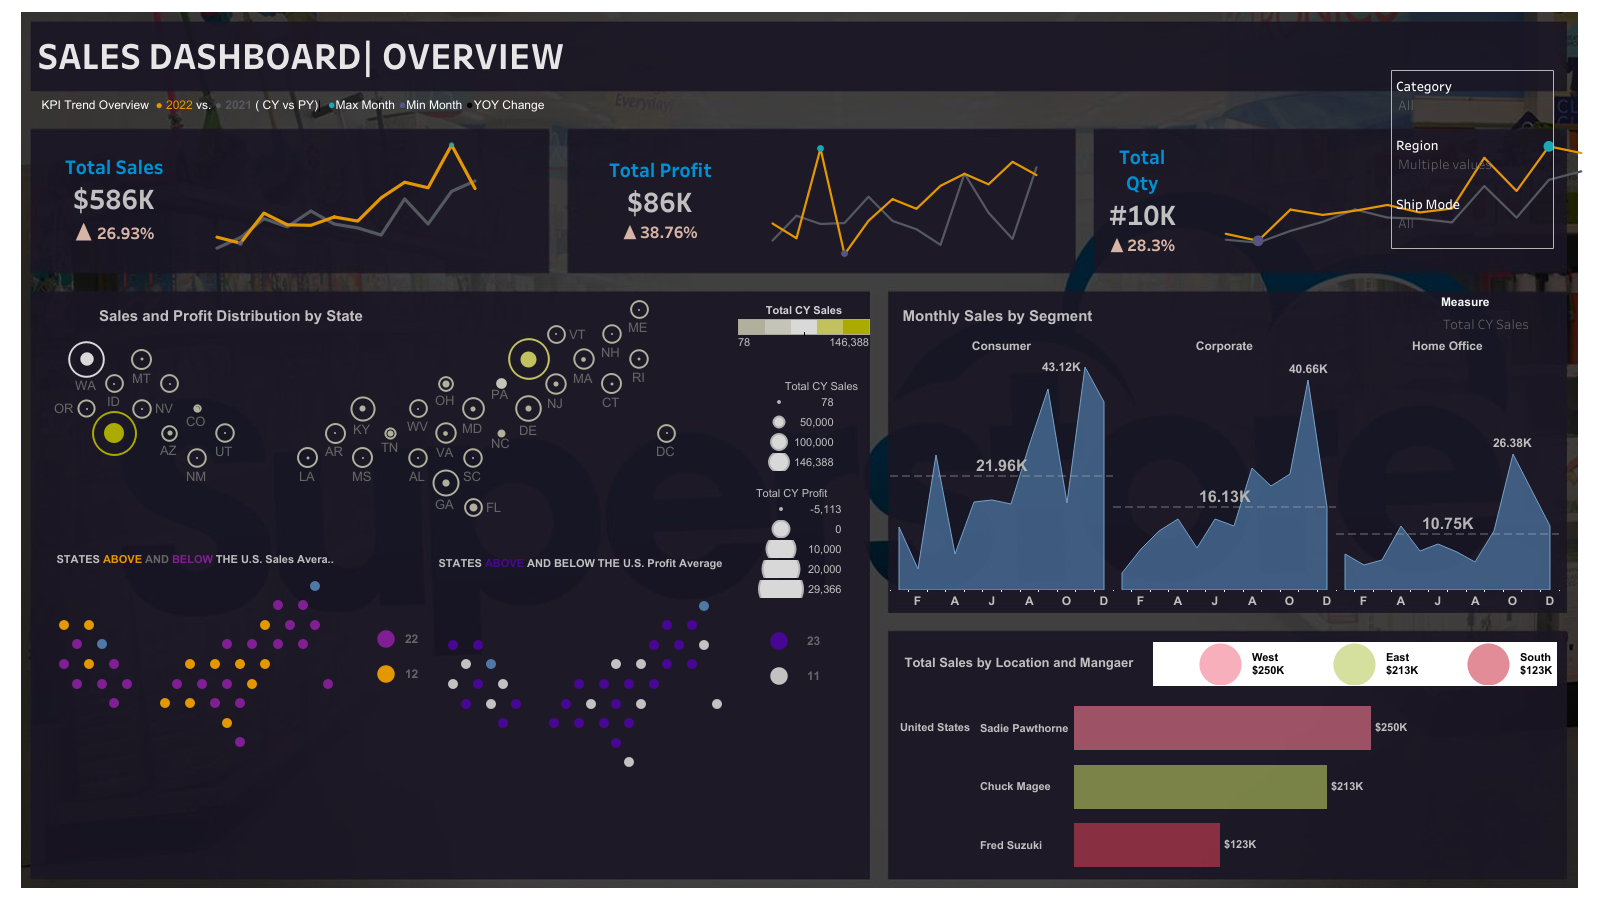 SALES DASHBOARD| OVERVIEW
KPI Trend Overview ● 2022 vs. ● 2021 ( CY vs PY) ●Max Month ●Min Month ●YOY Change
Everyday!
Category
All
Region
Multiple values
Ship Mode
All
Total Sales
$586K
▲ 26.93%
Total Profit
$86K
▲ 38.76%
Total
Qty
#10K
▲ 28.3%
Sales and Profit Distribution by State
ME
VT
NH
WA
MT
MA
RI
ID
OH
PA
NJ
CT
OR
NV
CO
KY
WV
MD
DE
AZ
UT
AR
TN
VA
NC
DC
NM
LA
MS
AL
SC
GA
FL
Total CY Sales
78 146,388
Total CY Sales
78
50,000
100,000
146,388
Total CY Profit
-5,113
0
10,000
20,000
29,366
STATES ABOVE AND BELOW THE U.S. Sales Avera..
22
12
STATES ABOVE AND BELOW THE U.S. Profit Average
23
11
Super
Monthly Sales by Segment
Measure
Total CY Sales
Consumer Corporate Home Office
43.12K
21.96K
40.66K
16.13K
26.38K
10.75K
F A J A O D F A J A O D F A J A O D
Total Sales by Location and Mangaer
West
$250K
East
$213K
South
$123K
United States Sadie Pawthorne $250K
Chuck Magee $213K
Fred Suzuki $123K